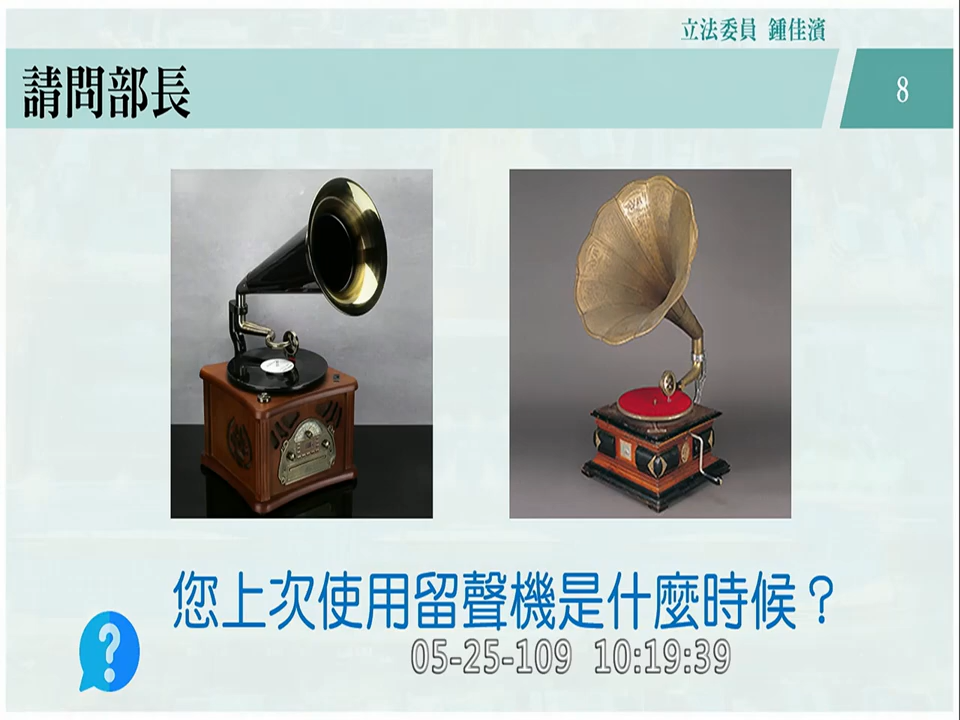 立法委員 鍾佳濱
請問部長
8
您上次使用留聲機是什麼時候？
05-25-109 10:19:39